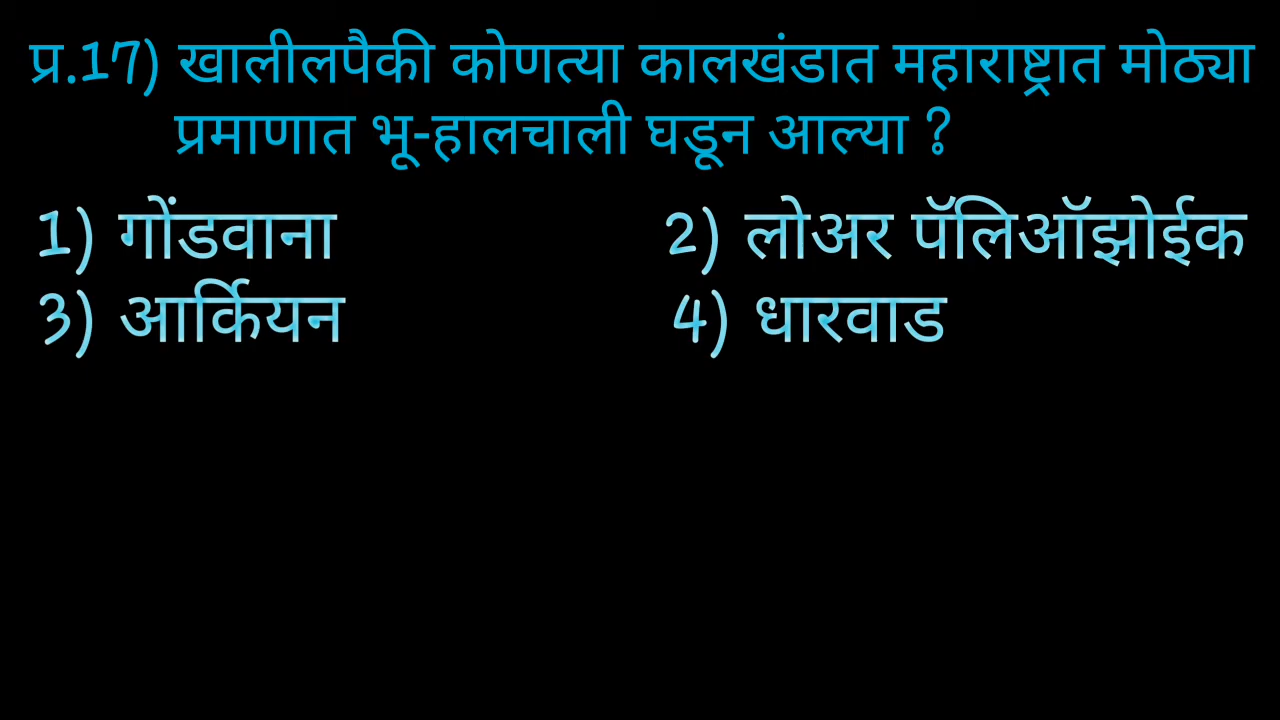 प्र.17) खालीलपैकी कोणत्या कालखंडात महाराष्ट्रात मोठ्या
प्रमाणात भू-हालचाली घडून आल्या ?
1) गोंडवाना 2) लोअर पॅलिऑझोईक
3) आर्कियन 4) धारवाड